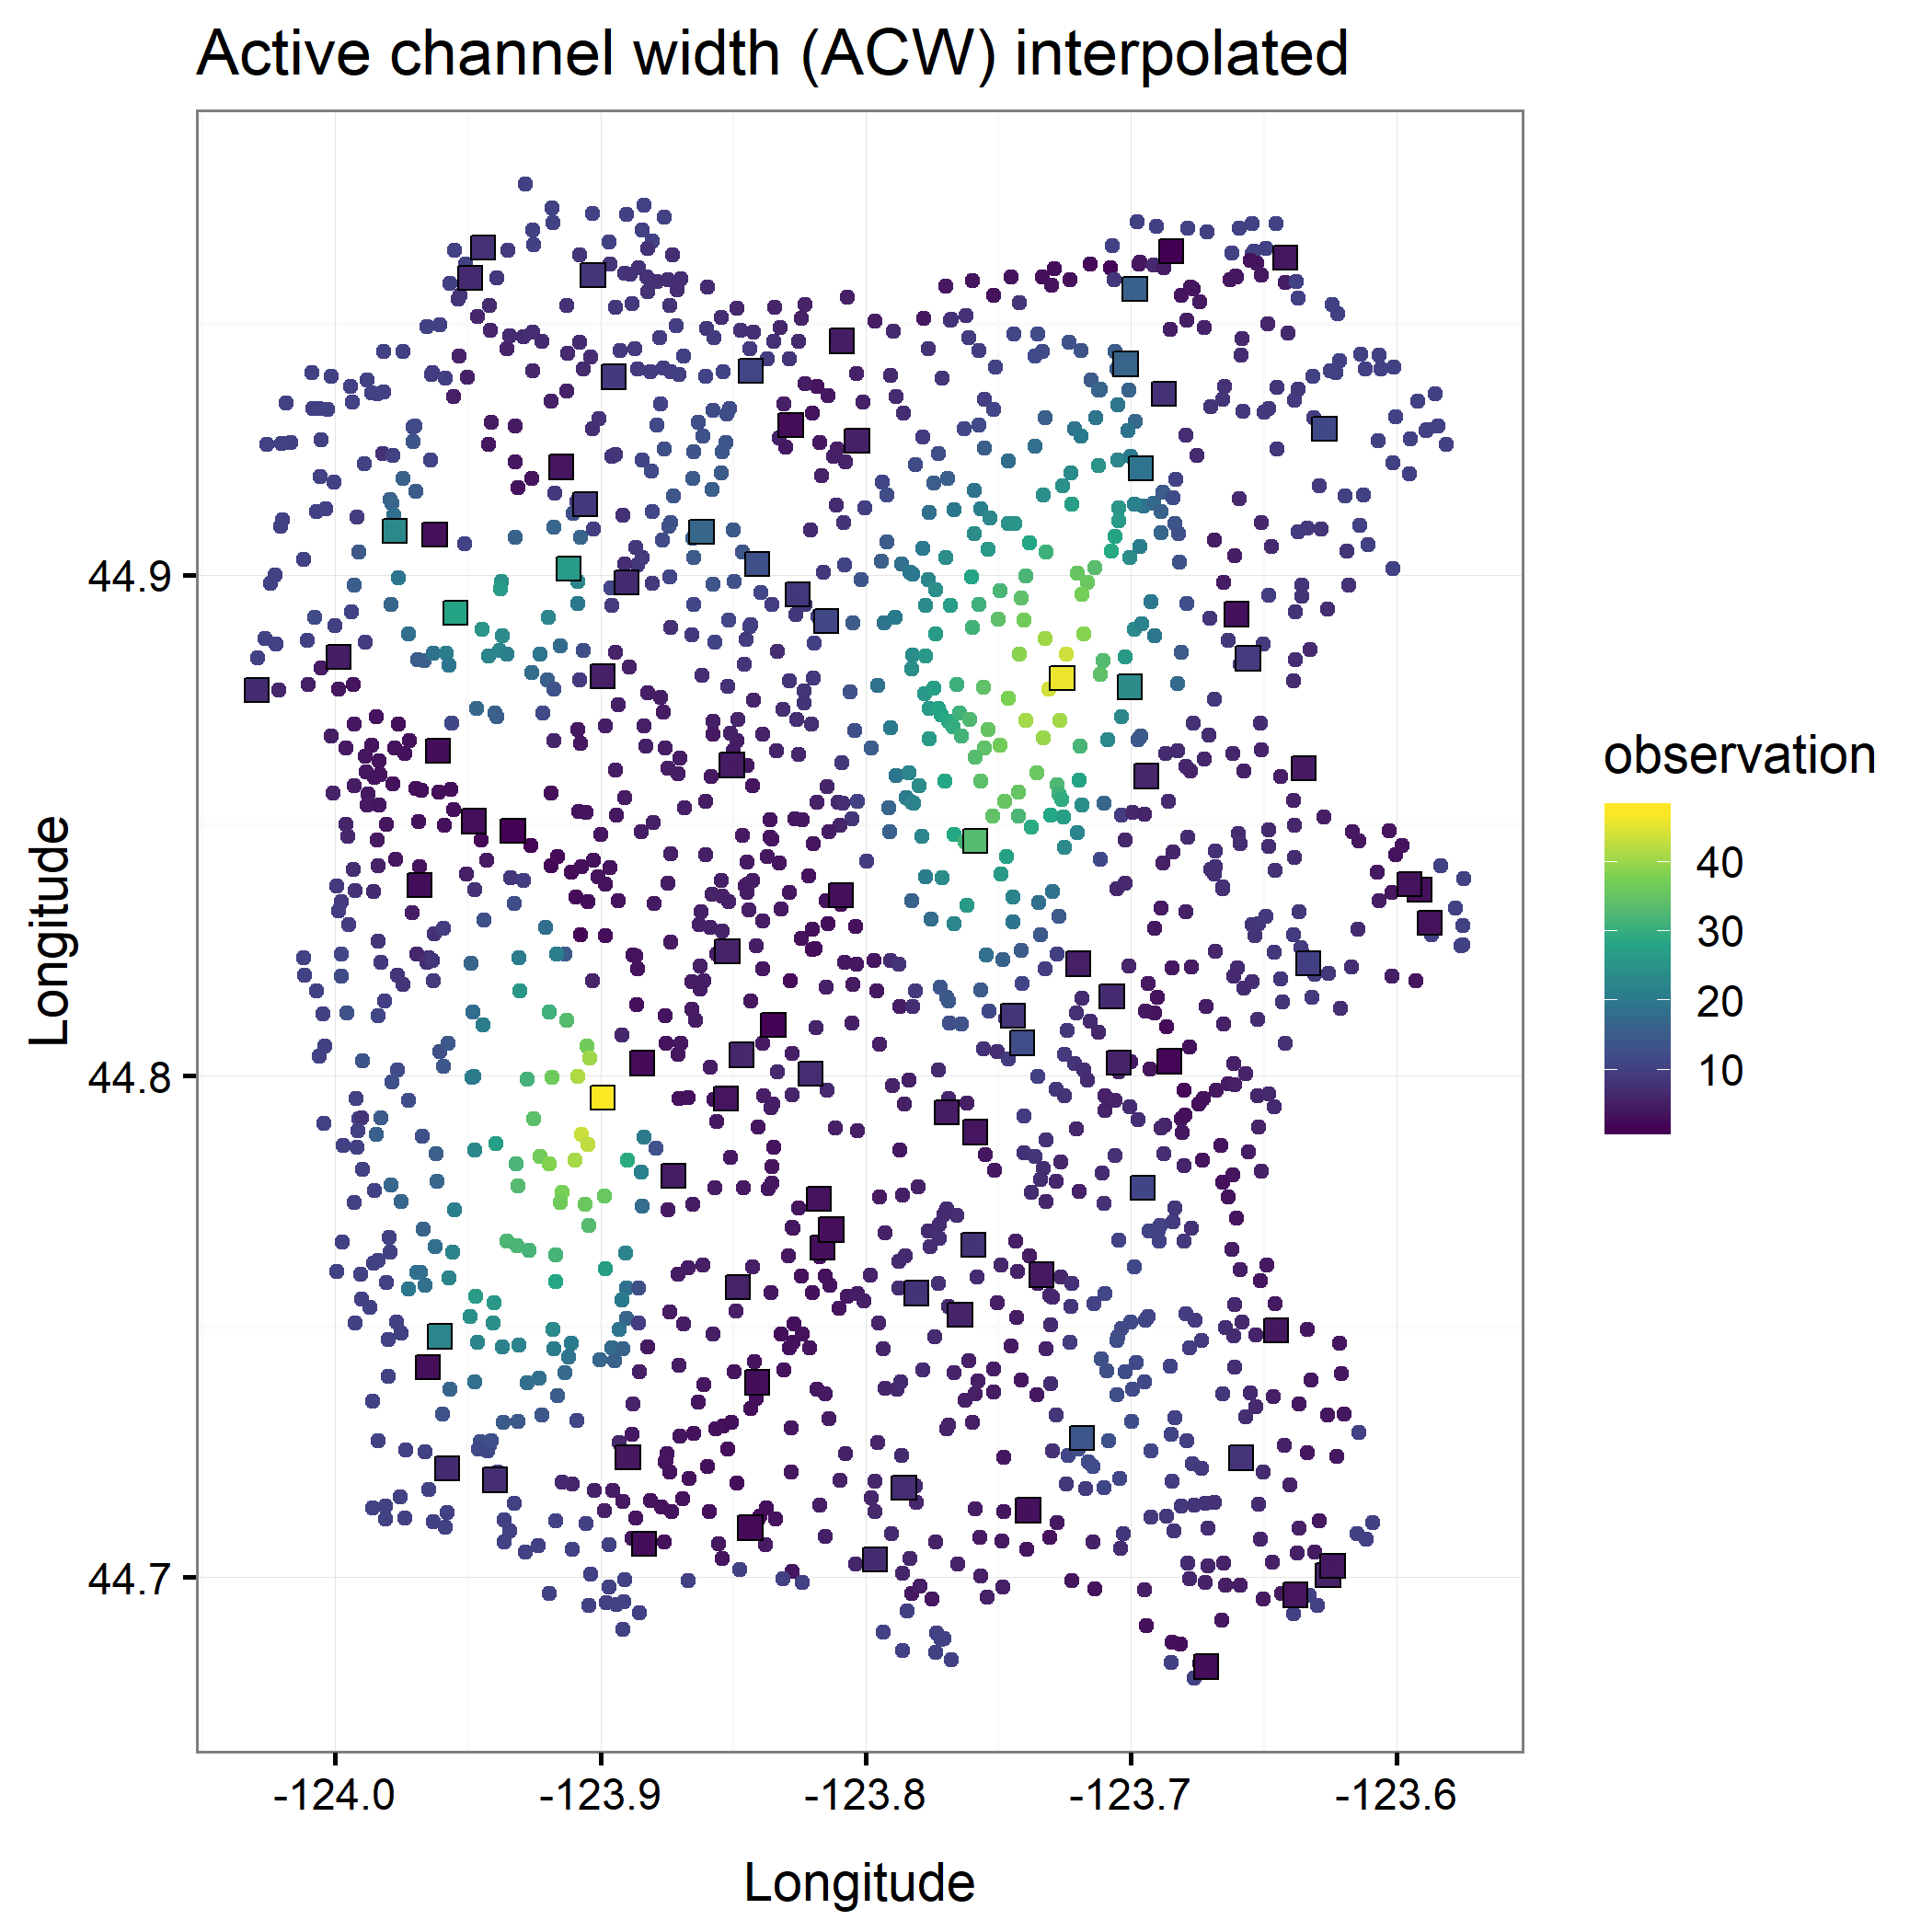 Active channel width (ACW) interpolated
Longitude
44.9
44.8
44.7
-124.0 -123.9 -123.8 -123.7 -123.6
Longitude
observation
40
30
20
10